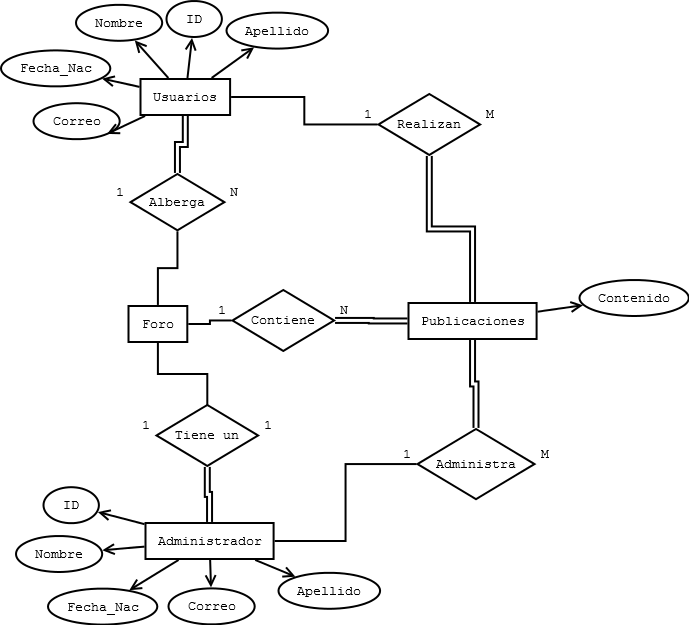 ID
Nombre
Apellido
Fecha_Nac
Usuarios
Correo
1
Realizan
M
1
Alberga
N
Contenido
Foro
1
Contiene
N
Publicaciones
1
Tiene un
1
1
Administra
M
ID
Administrador
Nombre
Apellido
Fecha_Nac
Correo